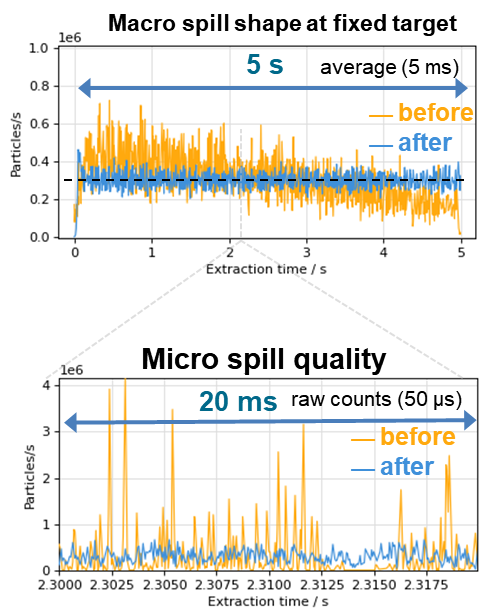 Macro spill shape at fixed target
1e6
5 s
average (5 ms)
before
after
Particles/s
1.0
0.8
0.6
0.4
0.2
0.0
0 1 2 3 4 5
Extraction time / s
Micro spill quality
1e6
20 ms
raw counts (50 µs)
before
after
Particles/s
4
3
2
1
0
2.3000 2.3025 2.3050 2.3075 2.3100 2.3125 2.3150 2.3175
Extraction time / s